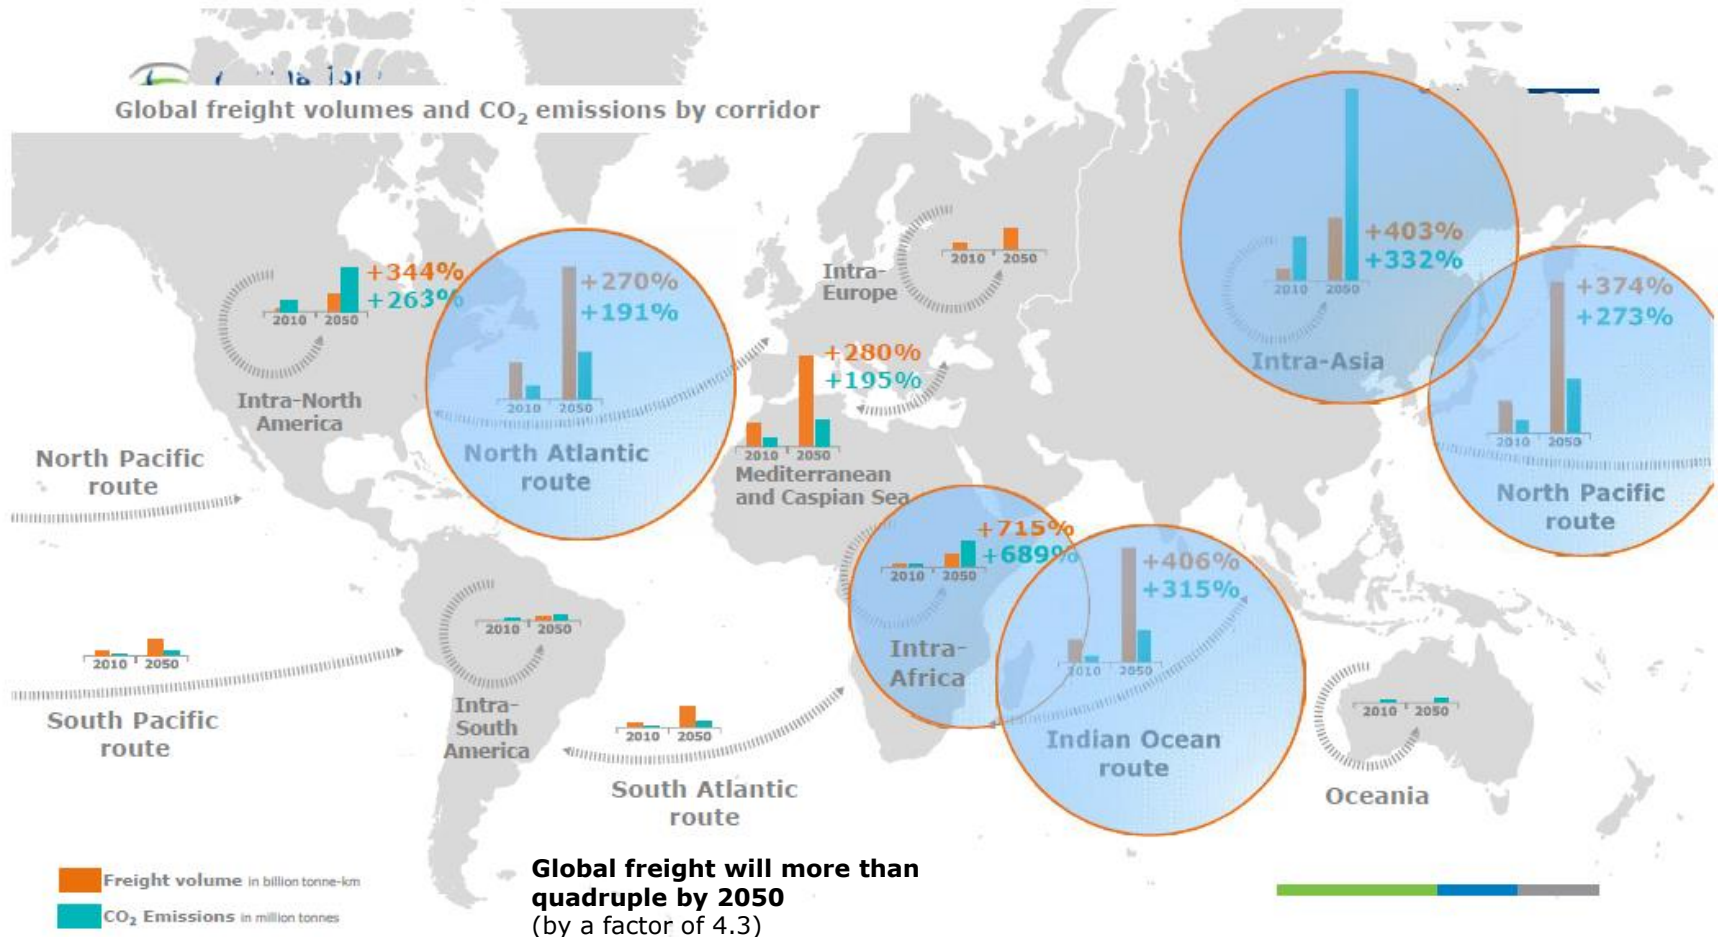 Global freight volumes and CO₂ emissions by corridor
+344%
+263%
2010 2050
Intra-North
America
+270%
+191%
2010 2050
North Atlantic
route
Intra-
Europe
2010 2050
+280%
+195%
2010 2050
Mediterranean
and Caspian Sea
+403%
+332%
2010 2050
Intra-Asia
+374%
+273%
2010 2050
North Pacific
route
North Pacific
route
+715%
+689%
2010 2050
Intra-
Africa
+406%
+315%
2010 2050
Indian Ocean
route
2010 2050
South Pacific
route
2010 2050
Intra-
South
America
2010 2050
South Atlantic
route
2010 2050
Oceania
Freight volume in billion tonne-km
CO₂ Emissions in million tonnes
Global freight will more than
quadruple by 2050
(by a factor of 4.3)